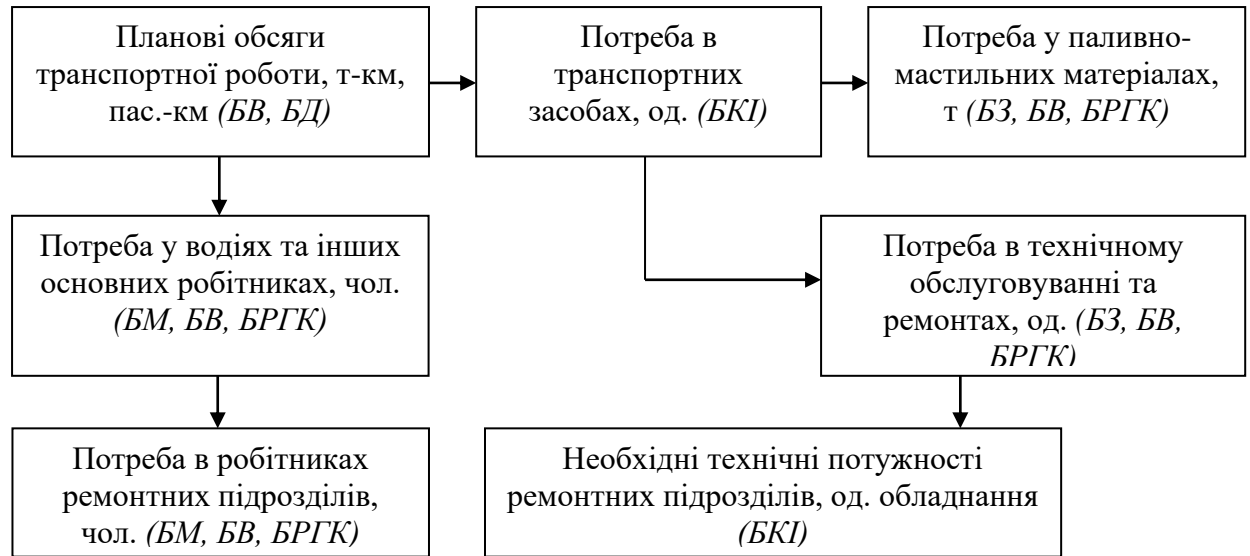 Планові обсяги
транспортної роботи, т-км,
пас.-км (БВ, БД)
Потреба в
транспортних
засобах, од. (БКІ)
Потреба у паливно-
мастильних матеріалах,
т (БЗ, БВ, БРГК)
Потреба у водіях та інших
основних робітниках, чол.
(БМ, БВ, БРГК)
Потреба в технічному
обслуговуванні та
ремонтах, од. (БЗ, БВ,
БРГК)
Потреба в робітниках
ремонтних підрозділів,
чол. (БМ, БВ, БРГК)
Необхідні технічні потужності
ремонтних підрозділів, од. обладнання
(БКІ)